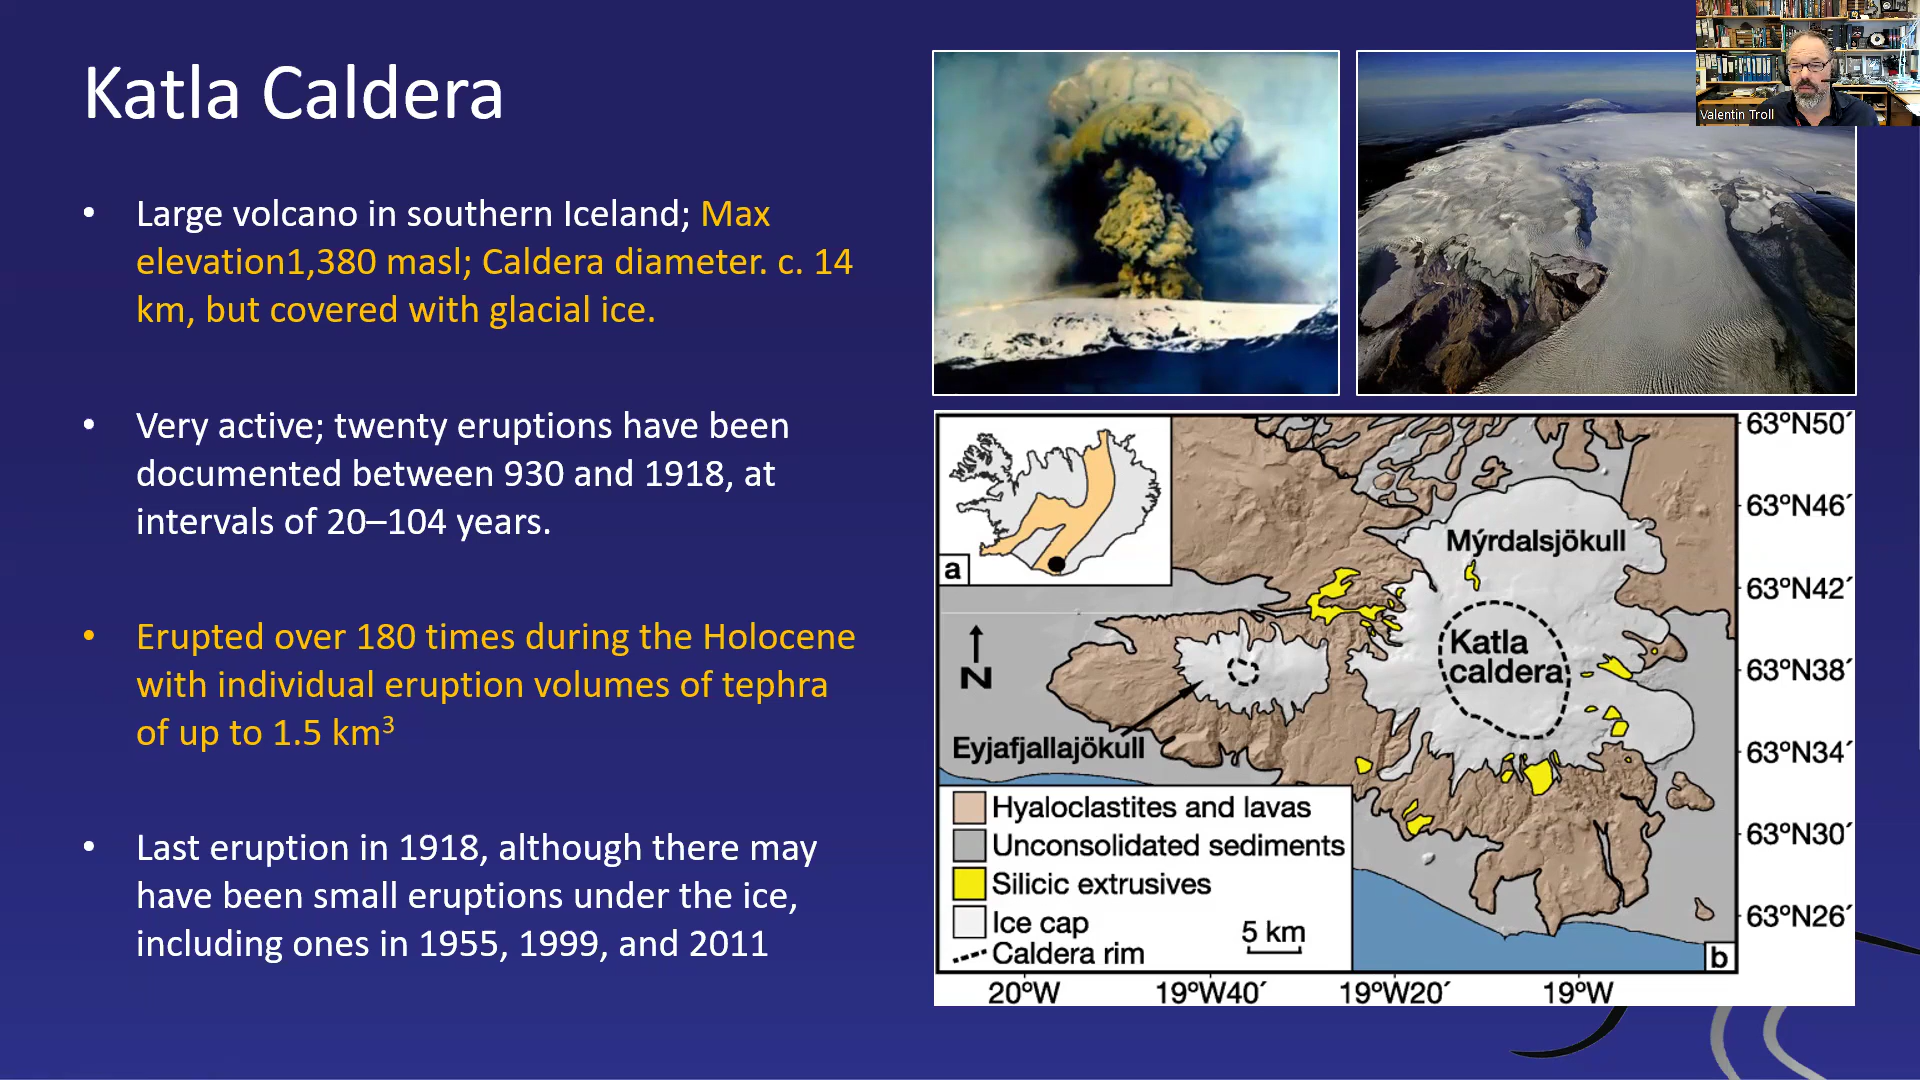 Katla Caldera
• Large volcano in southern Iceland; Max
elevation1,380 masl; Caldera diameter. c. 14
km, but covered with glacial ice.
• Very active; twenty eruptions have been
documented between 930 and 1918, at
intervals of 20–104 years.
• Erupted over 180 times during the Holocene
with individual eruption volumes of tephra
of up to 1.5 km³
• Last eruption in 1918, although there may
have been small eruptions under the ice,
including ones in 1955, 1999, and 2011
Valentin Troll
a
N
Mýrdalsjökull
Katla
caldera
Eyjafjallajökull
Hyaloclastites and lavas
Unconsolidated sediments
Silicic extrusives
Ice cap
Caldera rim
5 km
b
63°N50′
63°N46′
63°N42′
63°N38′
63°N34′
63°N30′
63°N26′
20°W
19°W40′
19°W20′
19°W